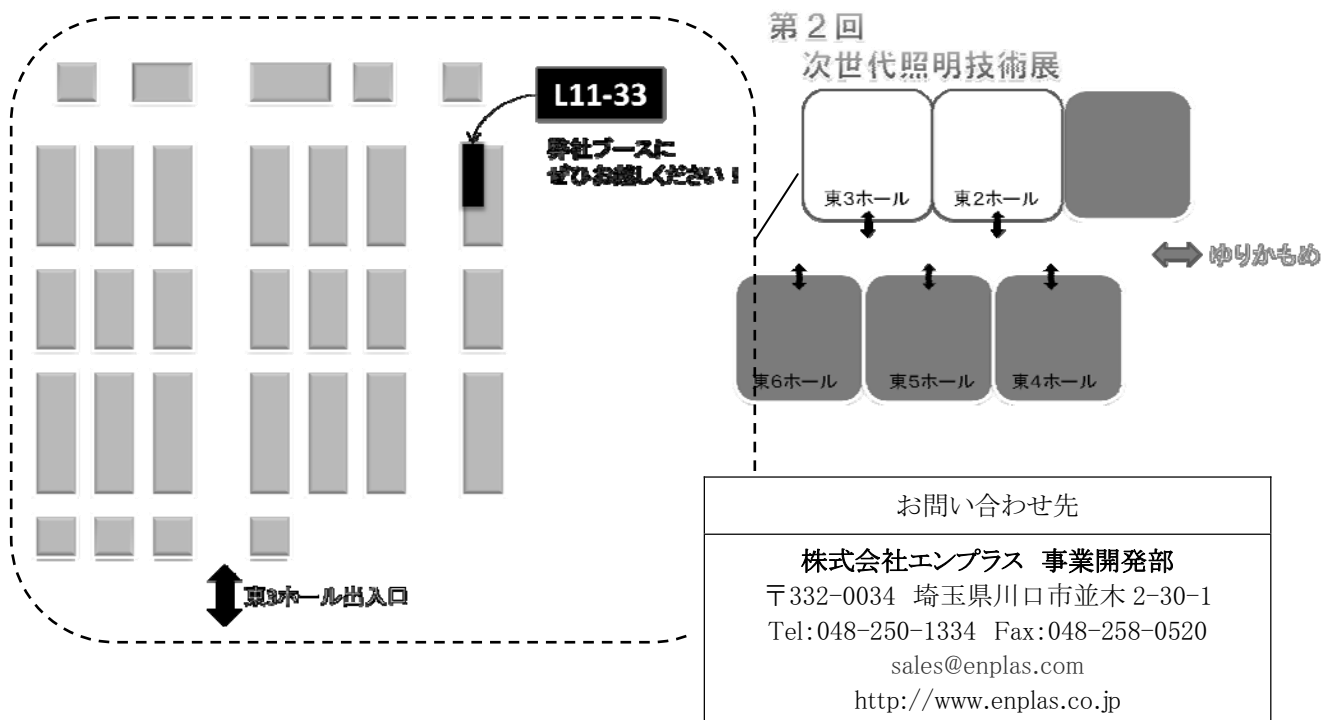 L11-33
弊社ブースに
ぜひお越しください！
東3ホール出入口
第2回
次世代照明技術展
東3ホール
東2ホール
ゆりかもめ
東6ホール
東5ホール
東4ホール
お問い合わせ先
株式会社エンプラス 事業開発部
〒332-0034 埼玉県川口市並木 2-30-1
Tel:048-250-1334 Fax:048-258-0520
sales@enplas.com
http://www.enplas.co.jp